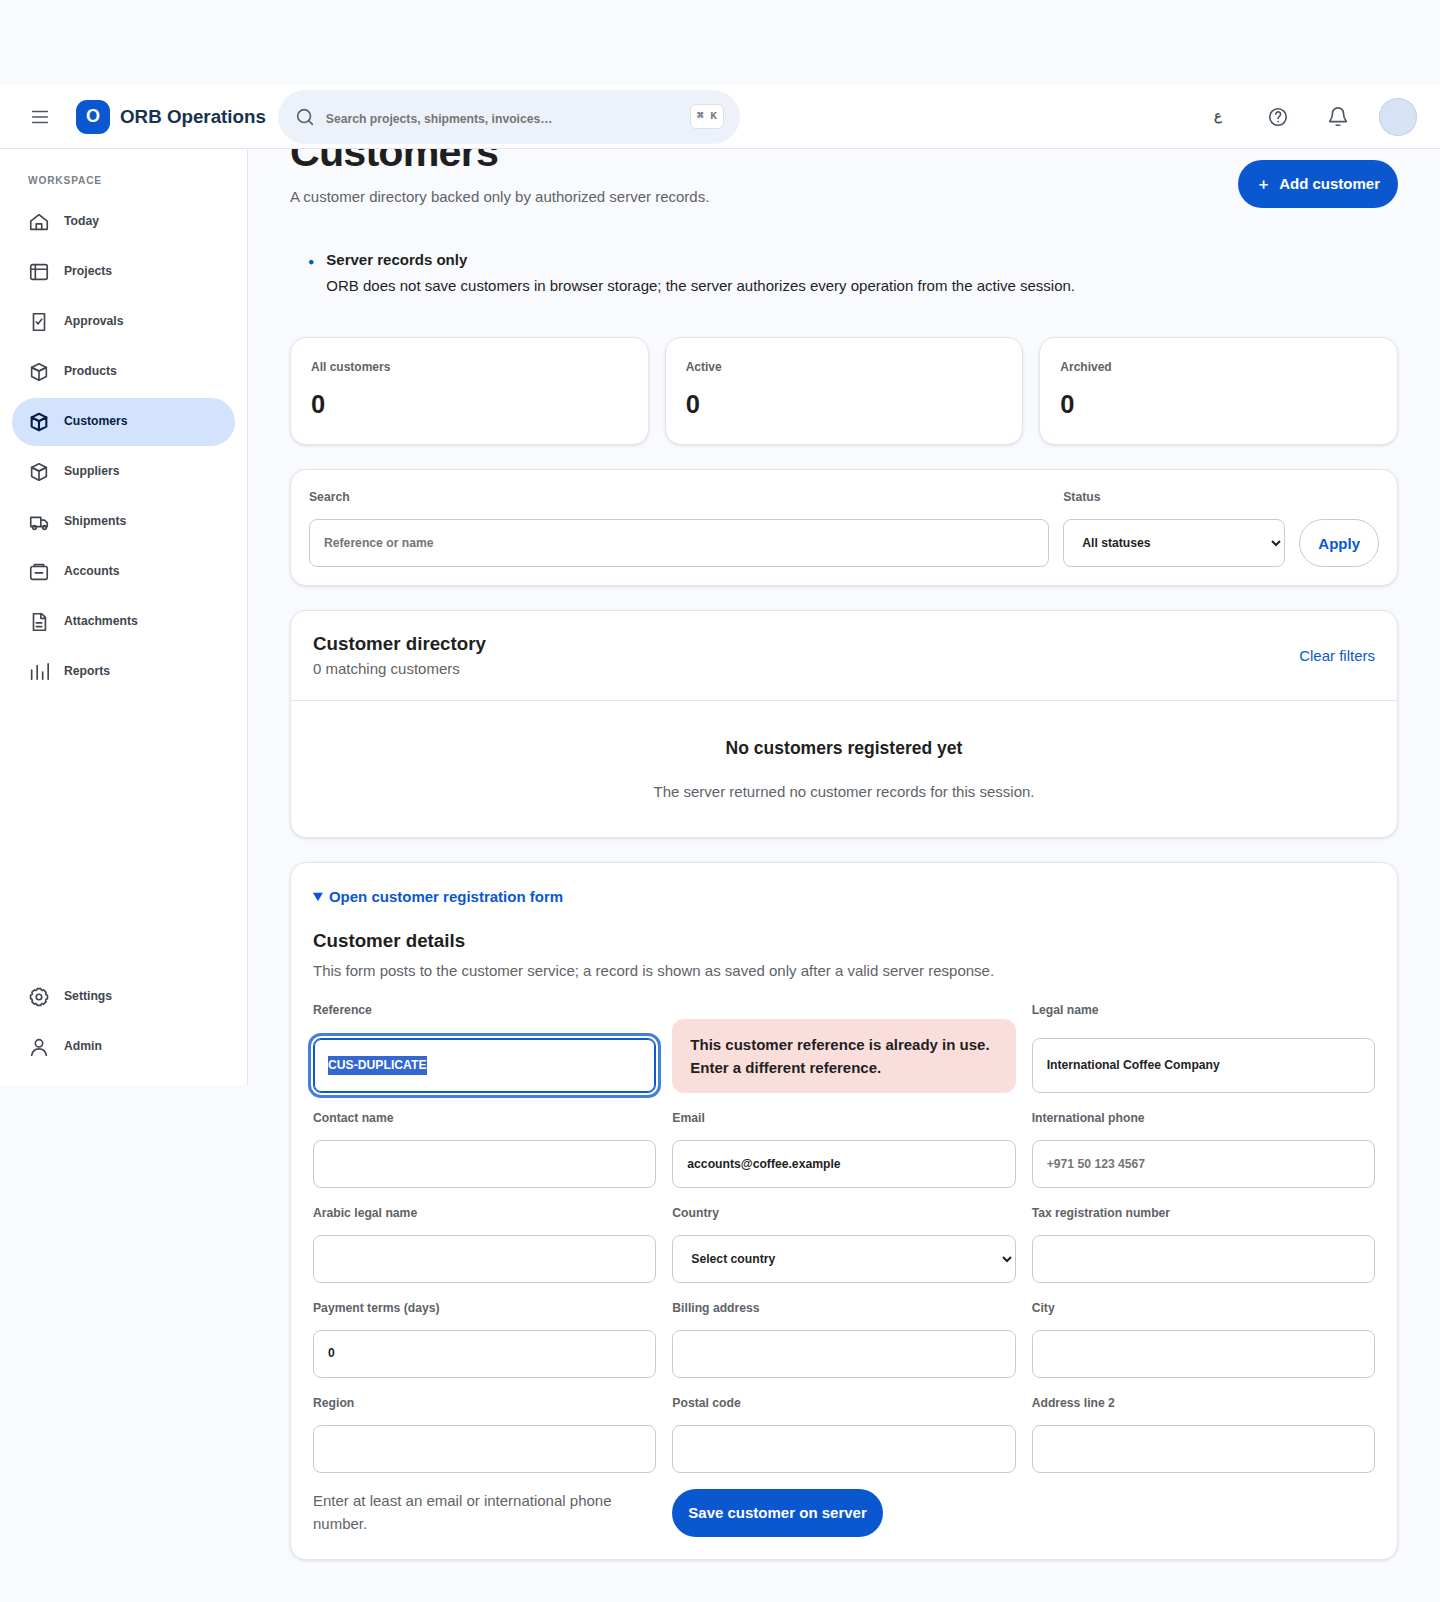 O
ORB Operations
Search projects, shipments, invoices…
⌘ K
ع
WORKSPACE
Today
Projects
Approvals
Products
Customers
Suppliers
Shipments
Accounts
Attachments
Reports
Settings
Admin
Customers
A customer directory backed only by authorized server records.
+ Add customer
• Server records only
ORB does not save customers in browser storage; the server authorizes every operation from the active session.
All customers
0
Active
0
Archived
0
Search
Reference or name
Status
All statuses
Apply
Customer directory
0 matching customers
Clear filters
No customers registered yet
The server returned no customer records for this session.
▼ Open customer registration form
Customer details
This form posts to the customer service; a record is shown as saved only after a valid server response.
Reference
CUS-DUPLICATE
This customer reference is already in use.
Enter a different reference.
Legal name
International Coffee Company
Contact name
Email
accounts@coffee.example
International phone
+971 50 123 4567
Arabic legal name
Country
Select country
Tax registration number
Payment terms (days)
0
Billing address
City
Region
Postal code
Address line 2
Enter at least an email or international phone
number.
Save customer on server